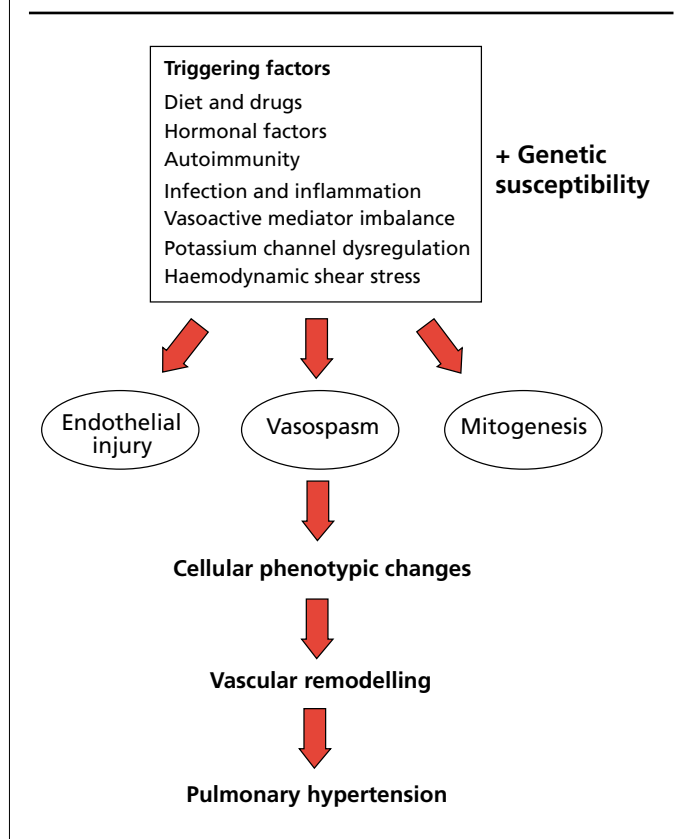 Triggering factors
Diet and drugs
Hormonal factors
Autoimmunity
Infection and inflammation
Vasoactive mediator imbalance
Potassium channel dysregulation
Haemodynamic shear stress
+ Genetic
susceptibility
Endothelial
injury
Vasospasm
Mitogenesis
Cellular phenotypic changes
Vascular remodelling
Pulmonary hypertension